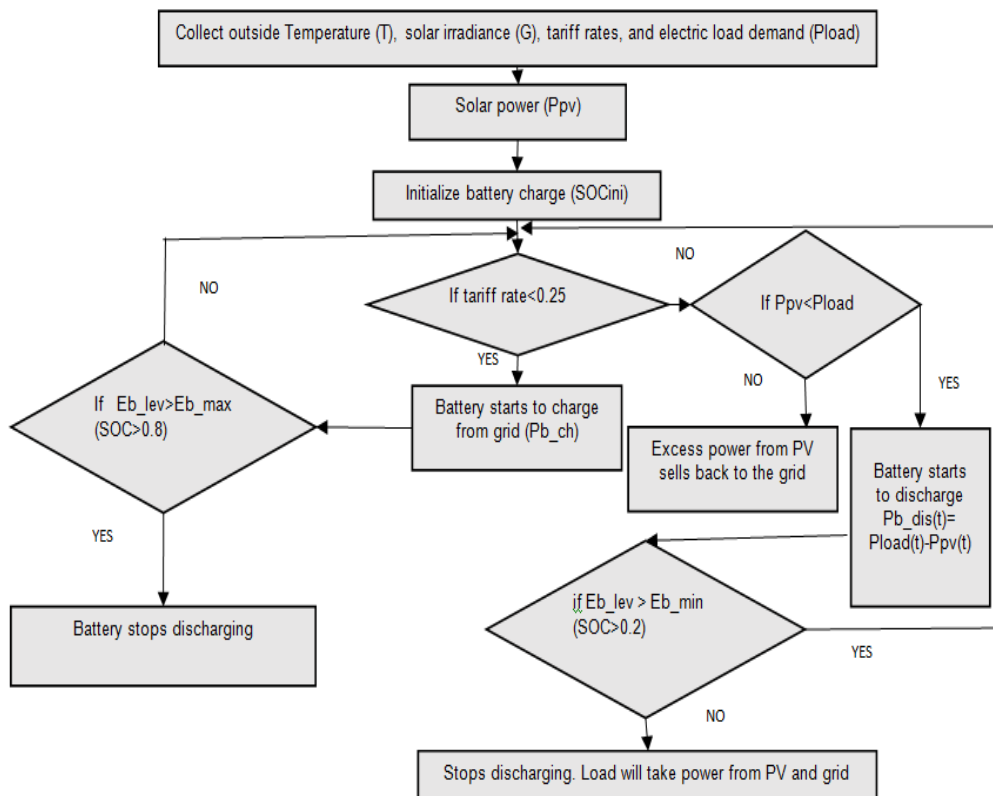 Collect outside Temperature (T), solar irradiance (G), tariff rates, and electric load demand (Pload)
Solar power (Ppv)
Initialize battery charge (SOCini)
NO
NO
If tariff rate<0.25
If Ppv<Pload
YES
NO
YES
If Eb_lev>Eb_max
(SOC>0.8)
Battery starts to charge
from grid (Pb_ch)
Excess power from PV
sells back to the grid
Battery starts
to discharge
Pb_dis(t)=
Pload(t)-Ppv(t)
YES
Battery stops discharging
if Eb_lev > Eb_min
(SOC>0.2)
YES
NO
Stops discharging. Load will take power from PV and grid